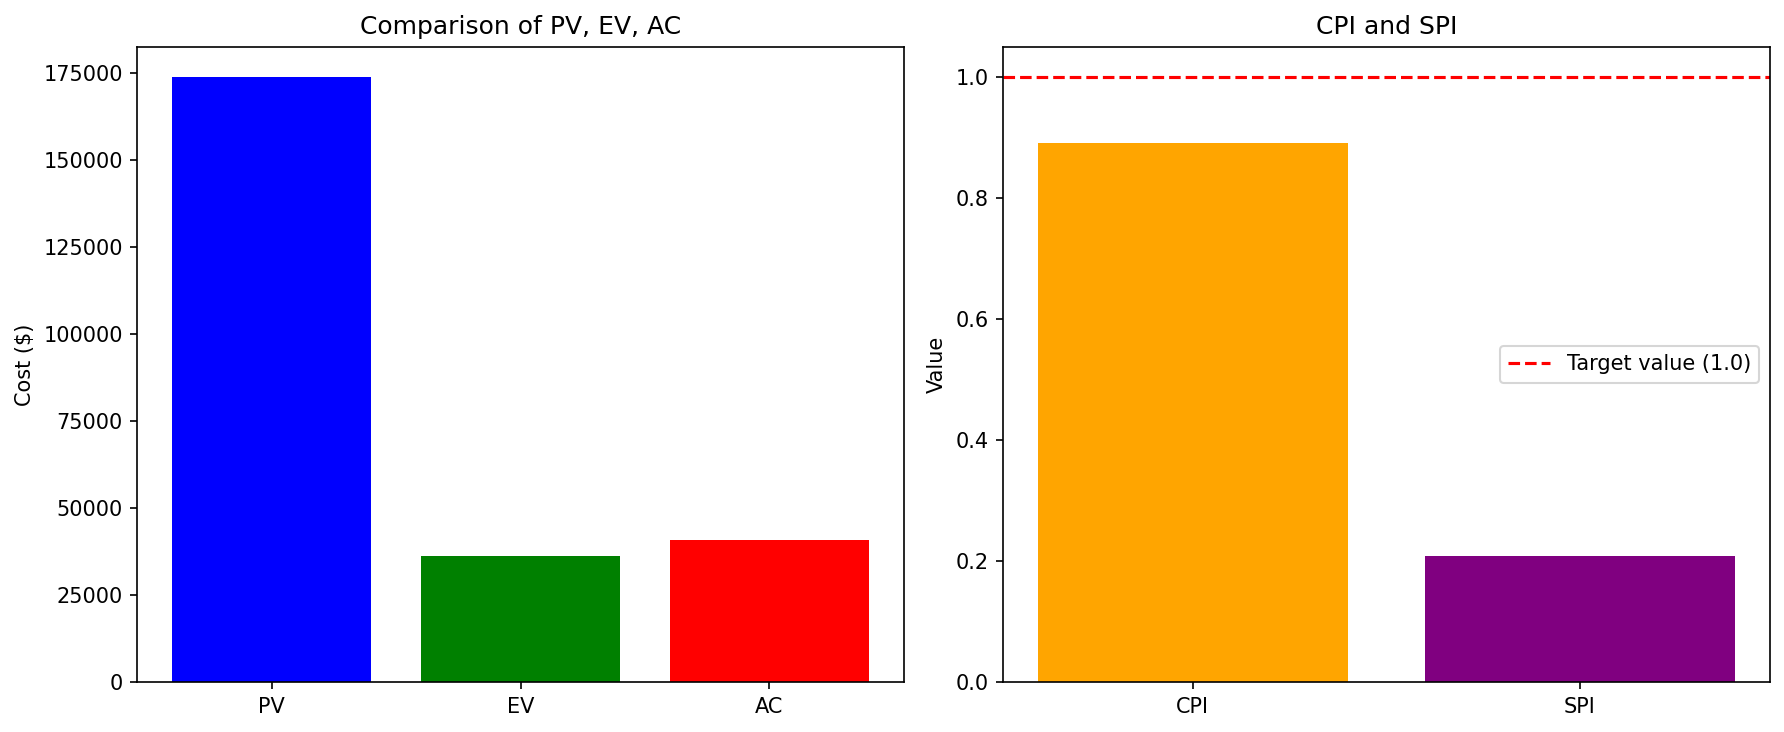 Comparison of PV, EV, AC
Cost ($)
175000
150000
125000
100000
75000
50000
25000
0
PV
EV
AC
CPI and SPI
Value
1.0
0.8
0.6
0.4
0.2
0.0
Target value (1.0)
CPI
SPI